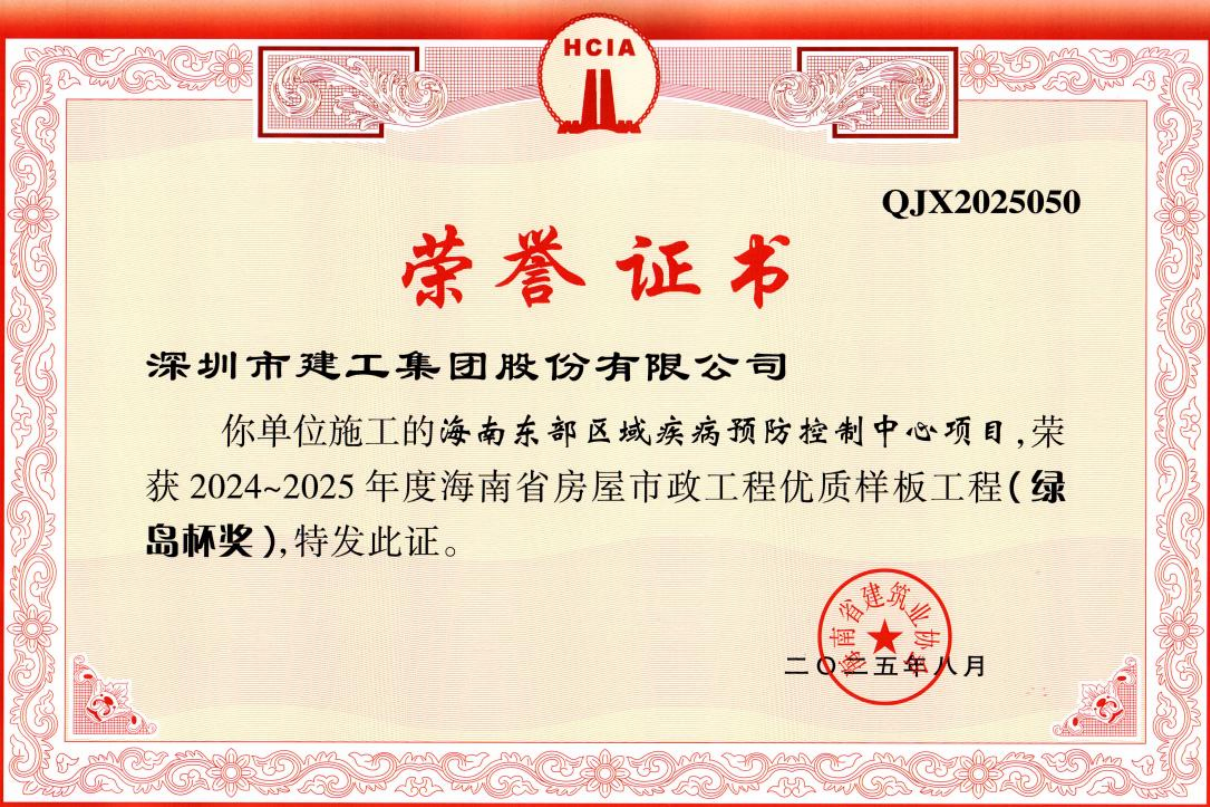 HCIA
QJX2025050
荣誉证书
深圳市建工集团股份有限公司
你单位施工的海南东部区域疾病预防控制中心项目,荣
获2024~2025年度海南省房屋市政工程优质样板工程(绿
岛杯奖),特发此证。
海南省建筑业协会
二〇二五年八月